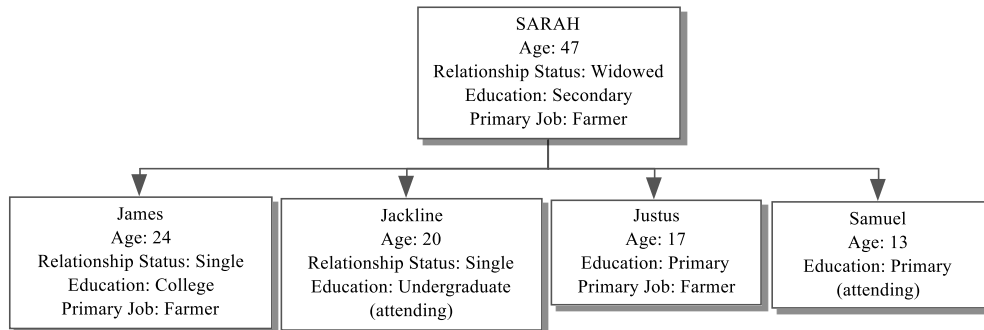 SARAH
Age: 47
Relationship Status: Widowed
Education: Secondary
Primary Job: Farmer
James
Age: 24
Relationship Status: Single
Education: College
Primary Job: Farmer
Jackline
Age: 20
Relationship Status: Single
Education: Undergraduate
(attending)
Justus
Age: 17
Education: Primary
Primary Job: Farmer
Samuel
Age: 13
Education: Primary
(attending)